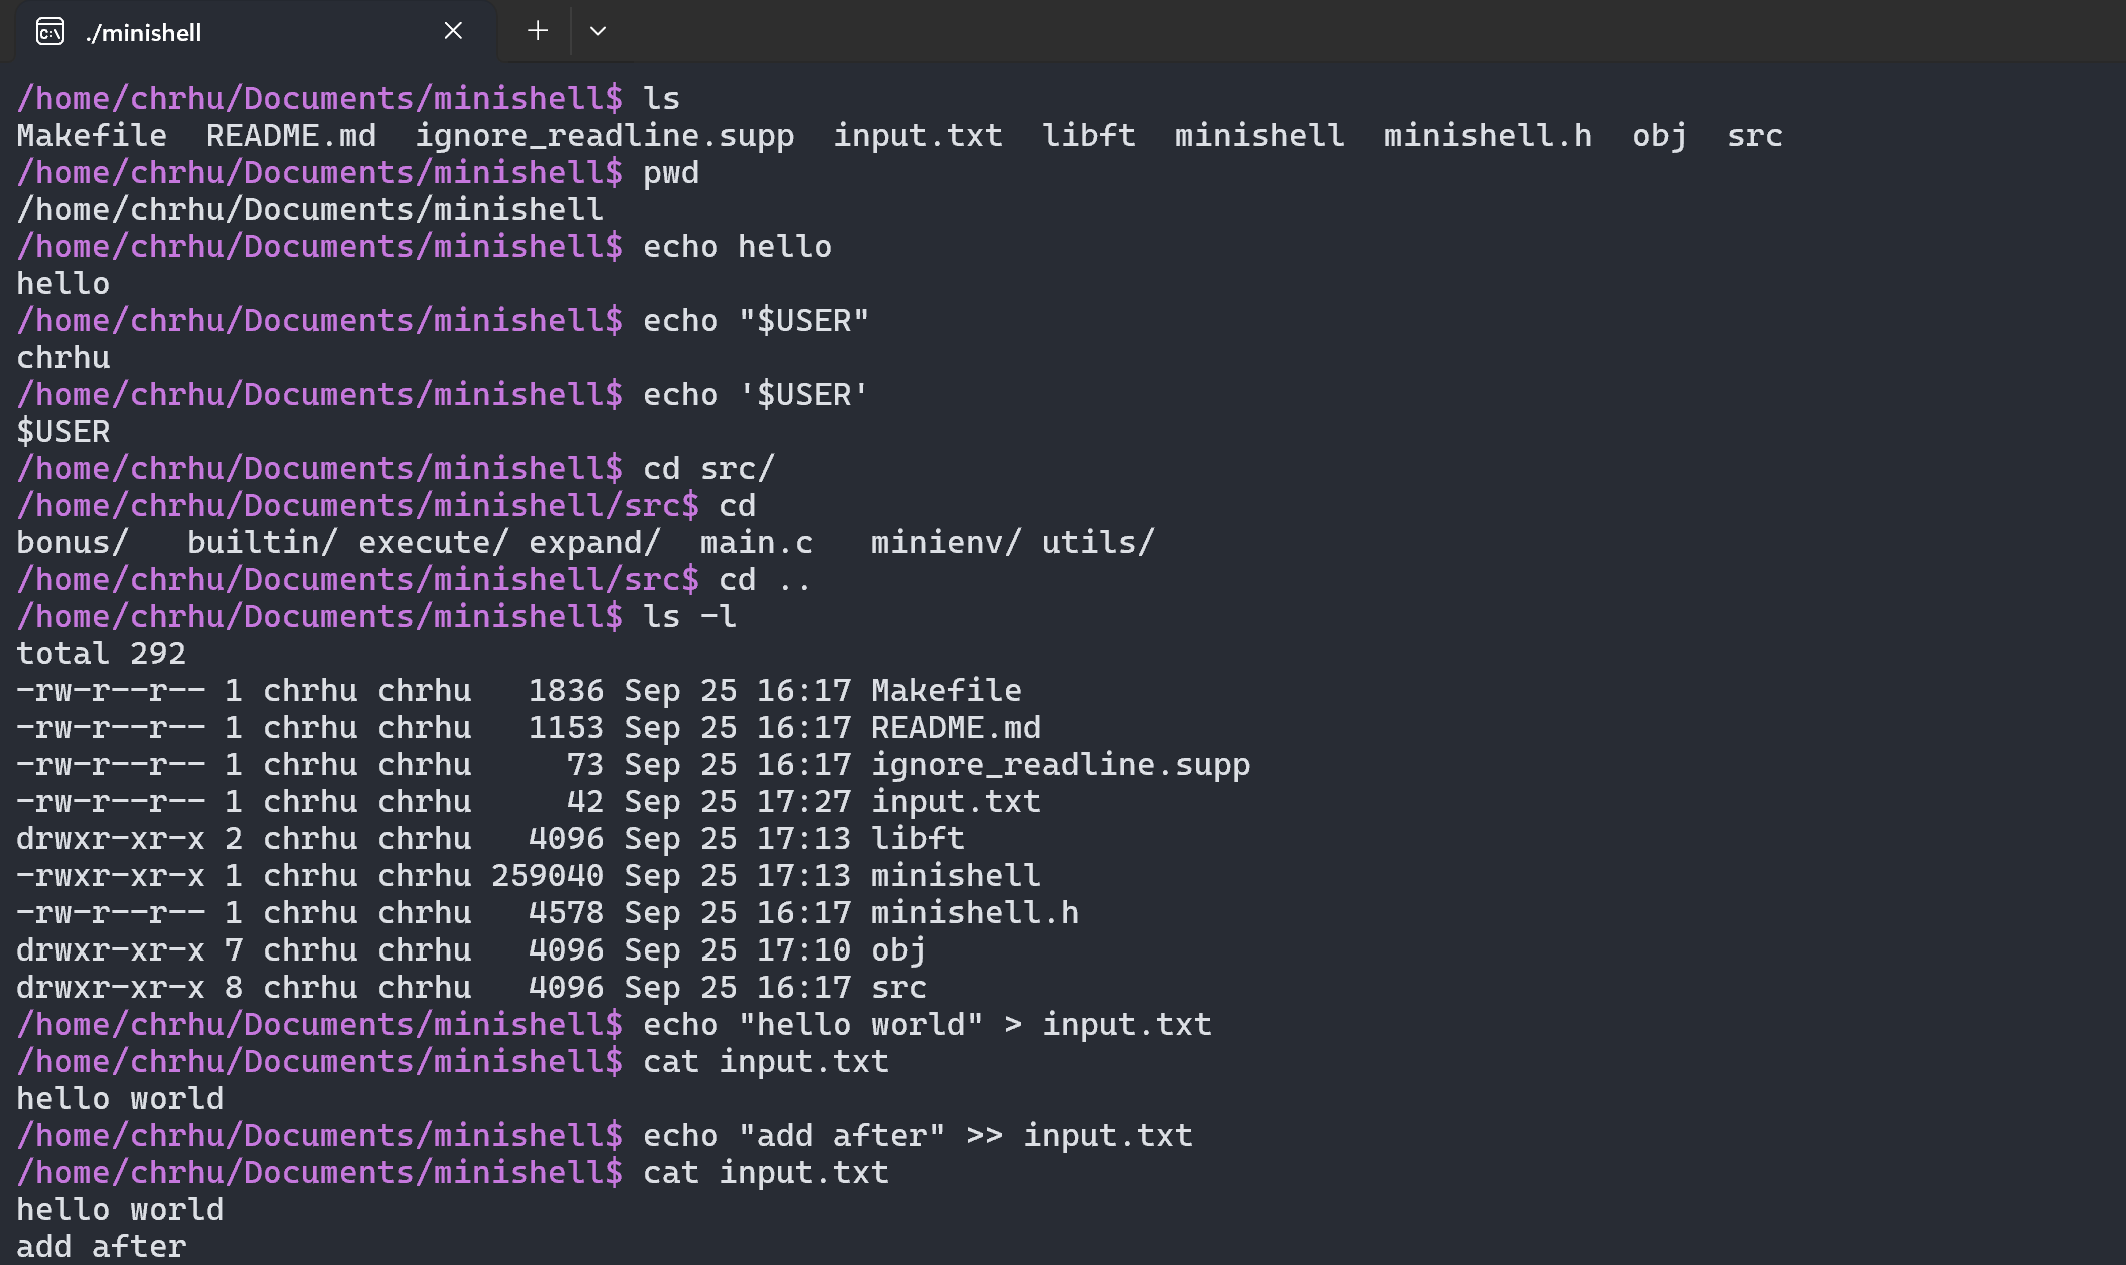 ./minishell
/home/chrhu/Documents/minishell$ ls
Makefile  README.md  ignore_readline.supp  input.txt  libft  minishell  minishell.h  obj  src
/home/chrhu/Documents/minishell$ pwd
/home/chrhu/Documents/minishell
/home/chrhu/Documents/minishell$ echo hello
hello
/home/chrhu/Documents/minishell$ echo "$USER"
chrhu
/home/chrhu/Documents/minishell$ echo '$USER'
$USER
/home/chrhu/Documents/minishell$ cd src/
/home/chrhu/Documents/minishell/src$ cd
bonus/   builtin/ execute/ expand/  main.c   minienv/ utils/
/home/chrhu/Documents/minishell/src$ cd ..
/home/chrhu/Documents/minishell$ ls -l
total 292
-rw-r--r-- 1 chrhu chrhu   1836 Sep 25 16:17 Makefile
-rw-r--r-- 1 chrhu chrhu   1153 Sep 25 16:17 README.md
-rw-r--r-- 1 chrhu chrhu     73 Sep 25 16:17 ignore_readline.supp
-rw-r--r-- 1 chrhu chrhu     42 Sep 25 17:27 input.txt
drwxr-xr-x 2 chrhu chrhu   4096 Sep 25 17:13 libft
-rwxr-xr-x 1 chrhu chrhu 259040 Sep 25 17:13 minishell
-rw-r--r-- 1 chrhu chrhu   4578 Sep 25 16:17 minishell.h
drwxr-xr-x 7 chrhu chrhu   4096 Sep 25 17:10 obj
drwxr-xr-x 8 chrhu chrhu   4096 Sep 25 16:17 src
/home/chrhu/Documents/minishell$ echo "hello world" > input.txt
/home/chrhu/Documents/minishell$ cat input.txt
hello world
/home/chrhu/Documents/minishell$ echo "add after" >> input.txt
/home/chrhu/Documents/minishell$ cat input.txt
hello world
add after